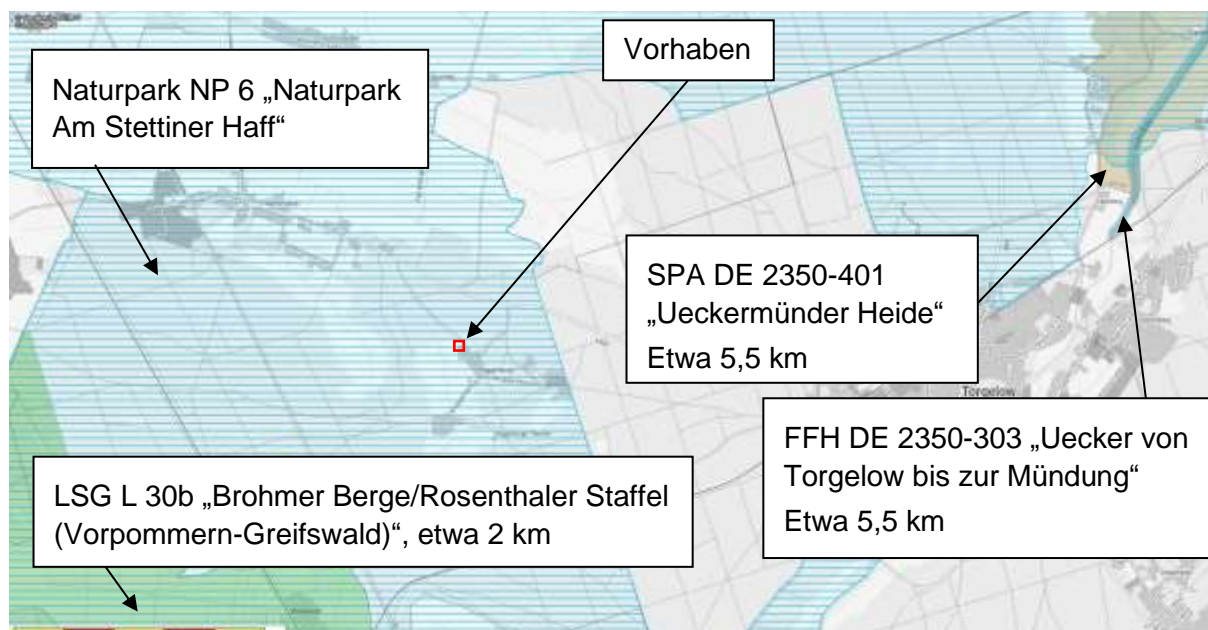 Vorhaben
Naturpark NP 6 „Naturpark
Am Stettiner Haff“
SPA DE 2350-401
„Ueckermünder Heide“
Etwa 5,5 km
Torgelow
FFH DE 2350-303 „Uecker von
Torgelow bis zur Mündung“
Etwa 5,5 km
LSG L 30b „Brohmer Berge/Rosenthaler Staffel
(Vorpommern-Greifswald)“, etwa 2 km